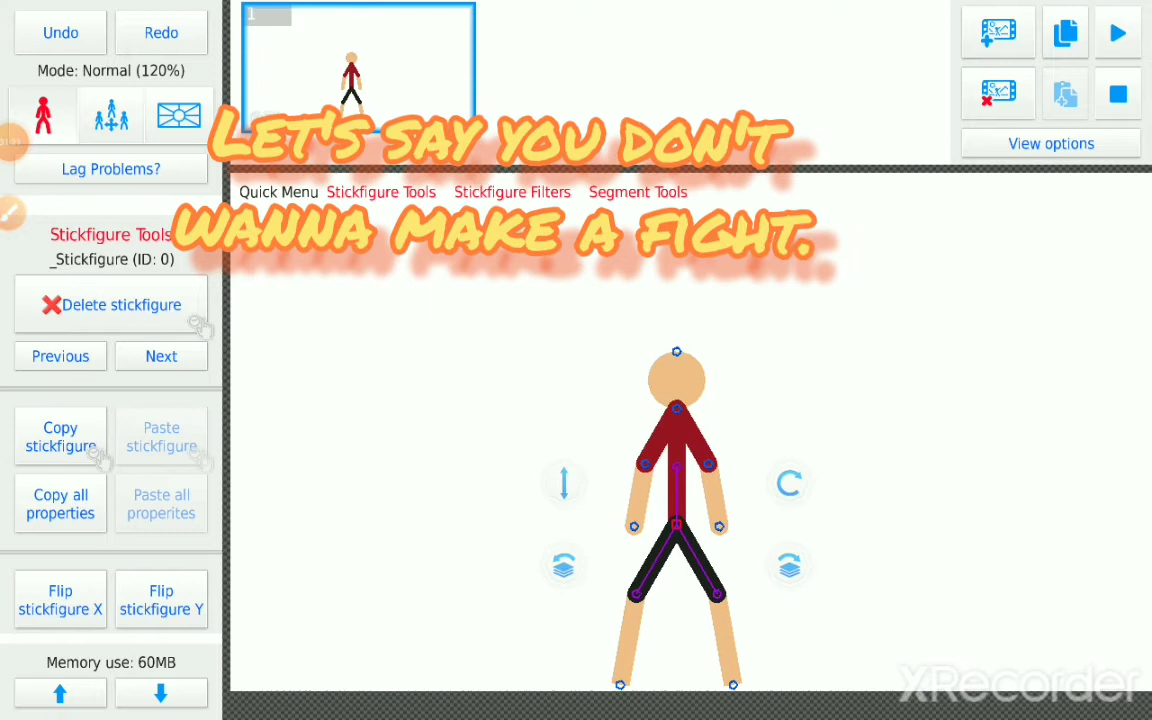 Undo
Redo
Mode: Normal (120%)
Lag Problems?
Stickfigure Tools
_Stickfigure (ID: 0)
❌Delete stickfigure
Previous
Next
Copy
stickfigure
Paste
stickfigure
Copy all
properties
Paste all
properites
Flip
stickfigure X
Flip
stickfigure Y
Memory use: 60MB
1
LET'S SAY YOU DON'T
WANNA MAKE A FIGHT.
Quick Menu Stickfigure Tools Stickfigure Filters Segment Tools
View options
XRecorder